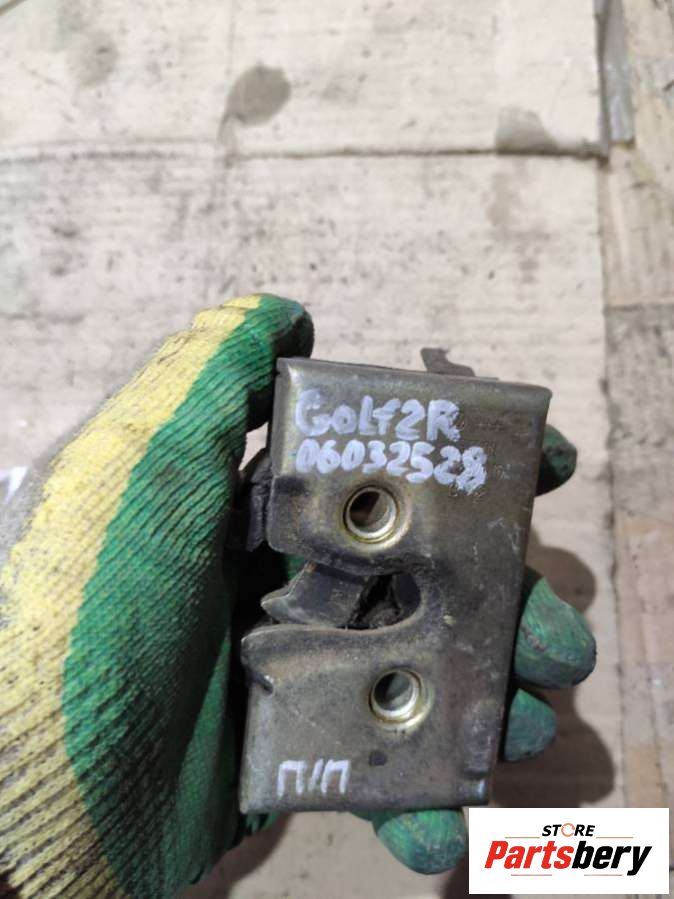 GOLF2R
06032528
П/П
STORE
Partsbery